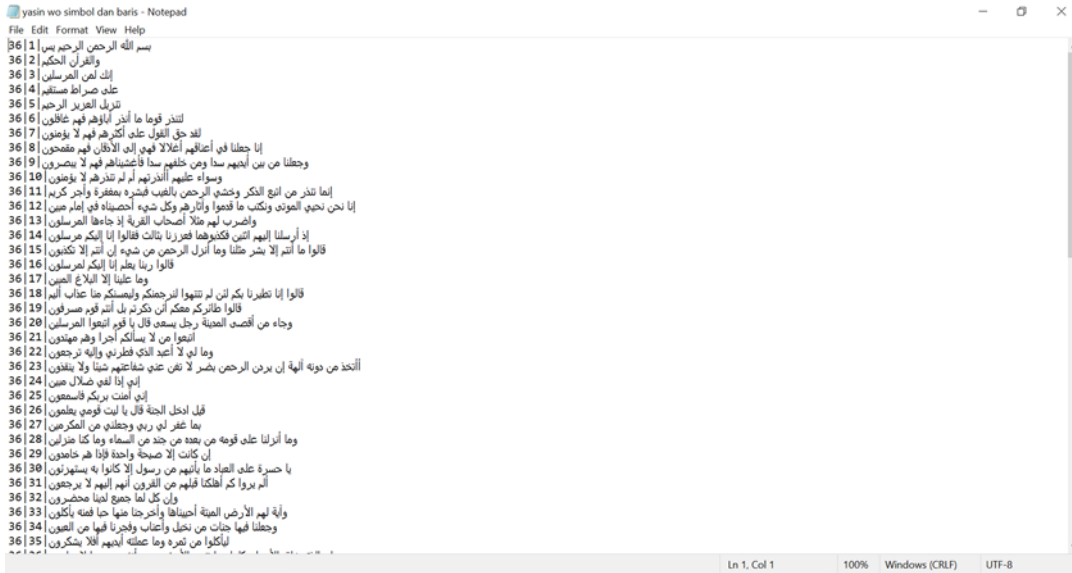 yasin wo simbol dan baris - Notepad
File Edit Format View Help
36|1|بسم الله الرحمن الرحيم يس
36|2|والقرآن الحكيم
36|3|إنك لمن المرسلين
36|4|على صراط مستقيم
36|5|تنزيل العزيز الرحيم
36|6|لتنذر قوما ما أنذر آباؤهم فهم غافلون
36|7|لقد حق القول على أكثرهم فهم لا يؤمنون
36|8|إنا جعلنا في أعناقهم أغلالا فهي إلى الأذقان فهم مقمحون
36|9|وجعلنا من بين أيديهم سدا ومن خلفهم سدا فأغشيناهم فهم لا يبصرون
36|10|وسواء عليهم أأنذرتهم أم لم تنذرهم لا يؤمنون
36|11|إنما تنذر من اتبع الذكر وخشي الرحمن بالغيب فبشره بمغفرة وأجر كريم
36|12|إنا نحن نحيي الموتى ونكتب ما قدموا وآثارهم وكل شيء أحصيناه في إمام مبين
36|13|واضرب لهم مثلا أصحاب القرية إذ جاءها المرسلون
36|14|إذ أرسلنا إليهم اثنين فكذبوهما فعززنا بثالث فقالوا إنا إليكم مرسلون
36|15|قالوا ما أنتم إلا بشر مثلنا وما أنزل الرحمن من شيء إن أنتم إلا تكذبون
36|16|قالوا ربنا يعلم إنا إليكم لمرسلون
36|17|وما علينا إلا البلاغ المبين
36|18|قالوا إنا تطيرنا بكم لئن لم تنتهوا لنرجمنكم وليمسنكم منا عذاب أليم
36|19|قالوا طائركم معكم أئن ذكرتم بل أنتم قوم مسرفون
36|20|وجاء من أقصى المدينة رجل يسعى قال يا قوم اتبعوا المرسلين
36|21|اتبعوا من لا يسألكم أجرا وهم مهتدون
36|22|وما لي لا أعبد الذي فطرني وإليه ترجعون
36|23|أأتخذ من دونه آلهة إن يردن الرحمن بضر لا تغن عني شفاعتهم شيئا ولا ينقذون
36|24|إني إذا لفي ضلال مبين
36|25|إني آمنت بربكم فاسمعون
36|26|قيل ادخل الجنة قال يا ليت قومي يعلمون
36|27|بما غفر لي ربي وجعلني من المكرمين
36|28|وما أنزلنا على قومه من بعده من جند من السماء وما كنا منزلين
36|29|إن كانت إلا صيحة واحدة فإذا هم خامدون
36|30|يا حسرة على العباد ما يأتيهم من رسول إلا كانوا به يستهزئون
36|31|ألم يروا كم أهلكنا قبلهم من القرون أنهم إليهم لا يرجعون
36|32|وإن كل لما جميع لدينا محضرون
36|33|وآية لهم الأرض الميتة أحييناها وأخرجنا منها حبا فمنه يأكلون
36|34|وجعلنا فيها جنات من نخيل وأعناب وفجرنا فيها من العيون
36|35|ليأكلوا من ثمره وما عملته أيديهم أفلا يشكرون
Ln 1, Col 1 100% Windows (CRLF) UTF-8